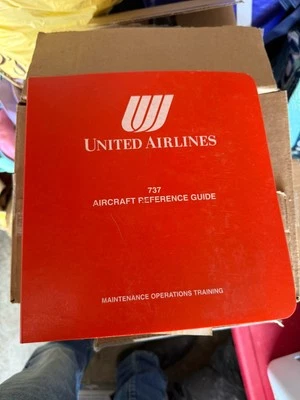 UNITED AIRLINES
737
AIRCRAFT REFERENCE GUIDE
MAINTENANCE OPERATIONS TRAINING